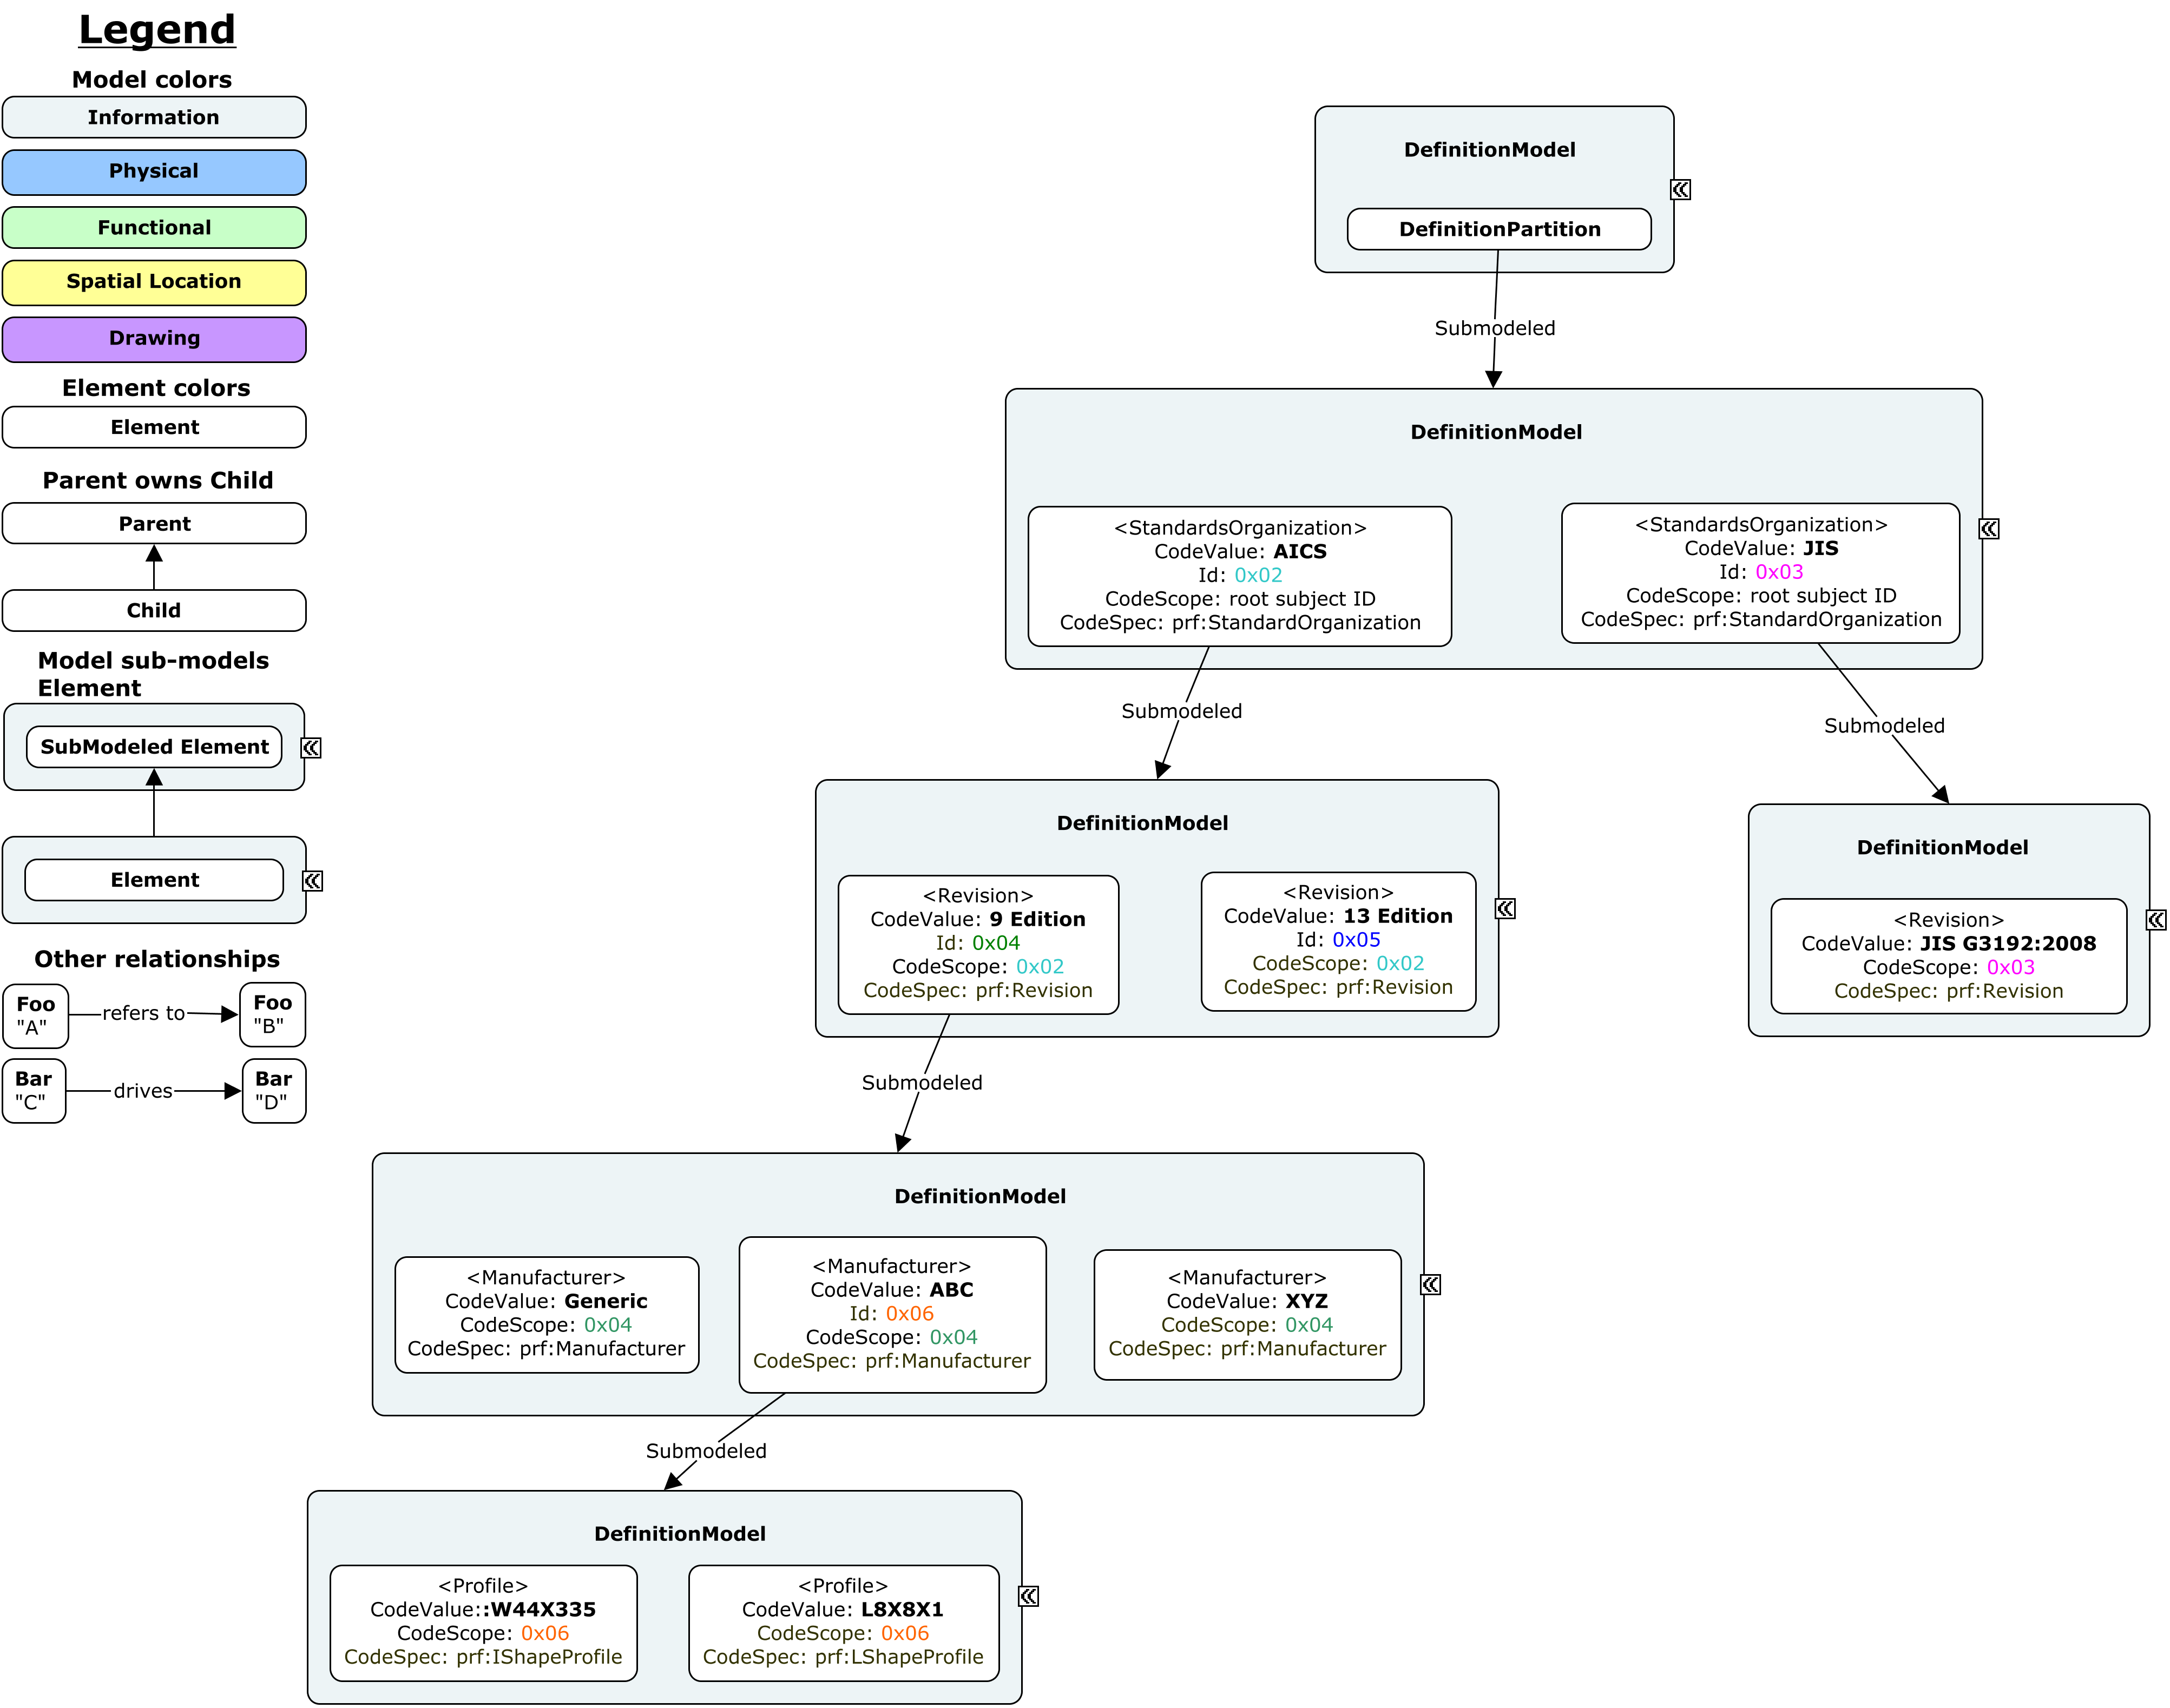 Legend
Model colors
Information
Physical
Functional
Spatial Location
Drawing
Element colors
Element
Parent owns Child
Parent
Child
Model sub-models
Element
SubModeled Element
Element
Other relationships
Foo
"A"
refers to
Foo
"B"
Bar
"C"
drives
Bar
"D"
DefinitionModel
DefinitionPartition
Submodeled
DefinitionModel
<StandardsOrganization>
CodeValue: AICS
Id: 0x02
CodeScope: root subject ID
CodeSpec: prf:StandardOrganization
<StandardsOrganization>
CodeValue: JIS
Id: 0x03
CodeScope: root subject ID
CodeSpec: prf:StandardOrganization
Submodeled
Submodeled
DefinitionModel
<Revision>
CodeValue: 9 Edition
Id: 0x04
CodeScope: 0x02
CodeSpec: prf:Revision
<Revision>
CodeValue: 13 Edition
Id: 0x05
CodeScope: 0x02
CodeSpec: prf:Revision
DefinitionModel
<Revision>
CodeValue: JIS G3192:2008
CodeScope: 0x03
CodeSpec: prf:Revision
Submodeled
DefinitionModel
<Manufacturer>
CodeValue: Generic
CodeScope: 0x04
CodeSpec: prf:Manufacturer
<Manufacturer>
CodeValue: ABC
Id: 0x06
CodeScope: 0x04
CodeSpec: prf:Manufacturer
<Manufacturer>
CodeValue: XYZ
CodeScope: 0x04
CodeSpec: prf:Manufacturer
Submodeled
DefinitionModel
<Profile>
CodeValue::W44X335
CodeScope: 0x06
CodeSpec: prf:IShapeProfile
<Profile>
CodeValue: L8X8X1
CodeScope: 0x06
CodeSpec: prf:LShapeProfile